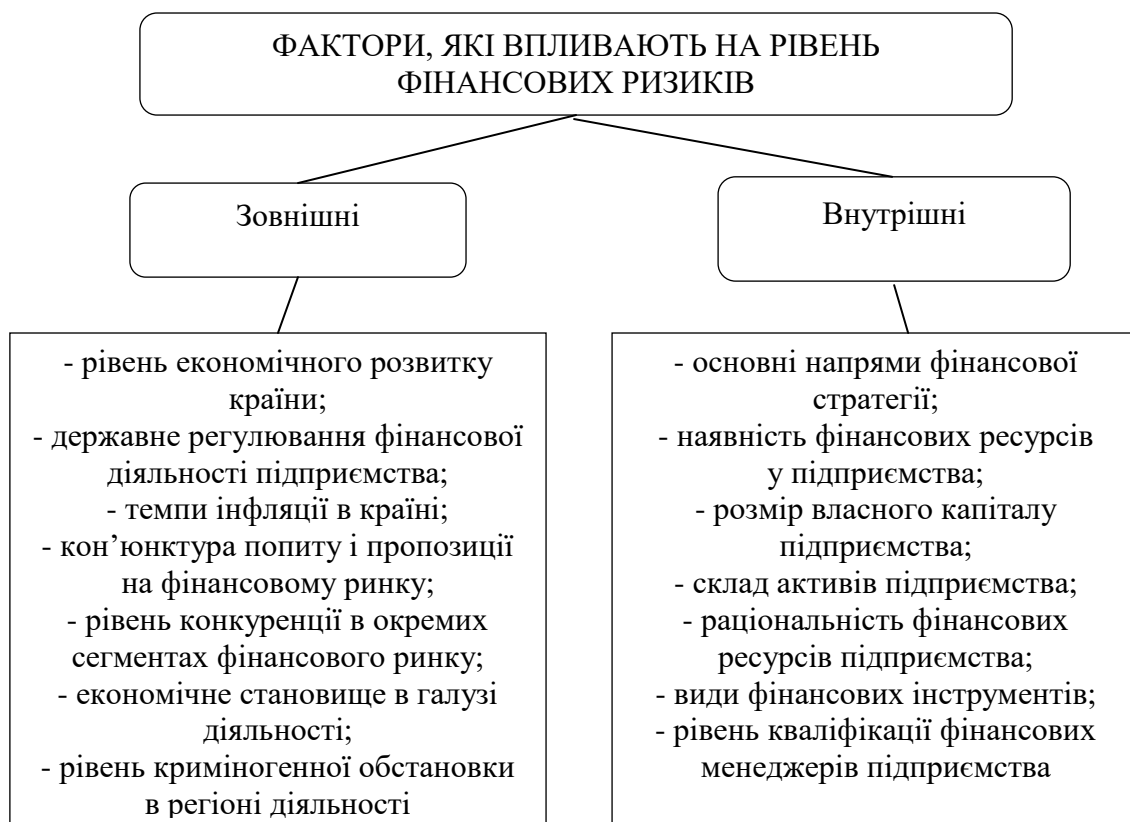 ФАКТОРИ, ЯКІ ВПЛИВАЮТЬ НА РІВЕНЬ
ФІНАНСОВИХ РИЗИКІВ
Зовнішні
Внутрішні
- рівень економічного розвитку
країни;
- державне регулювання фінансової
діяльності підприємства;
- темпи інфляції в країні;
- кон’юнктура попиту і пропозиції
на фінансовому ринку;
- рівень конкуренції в окремих
сегментах фінансового ринку;
- економічне становище в галузі
діяльності;
- рівень криміногенної обстановки
в регіоні діяльності
- основні напрями фінансової
стратегії;
- наявність фінансових ресурсів
у підприємства;
- розмір власного капіталу
підприємства;
- склад активів підприємства;
- раціональність фінансових
ресурсів підприємства;
- види фінансових інструментів;
- рівень кваліфікації фінансових
менеджерів підприємства